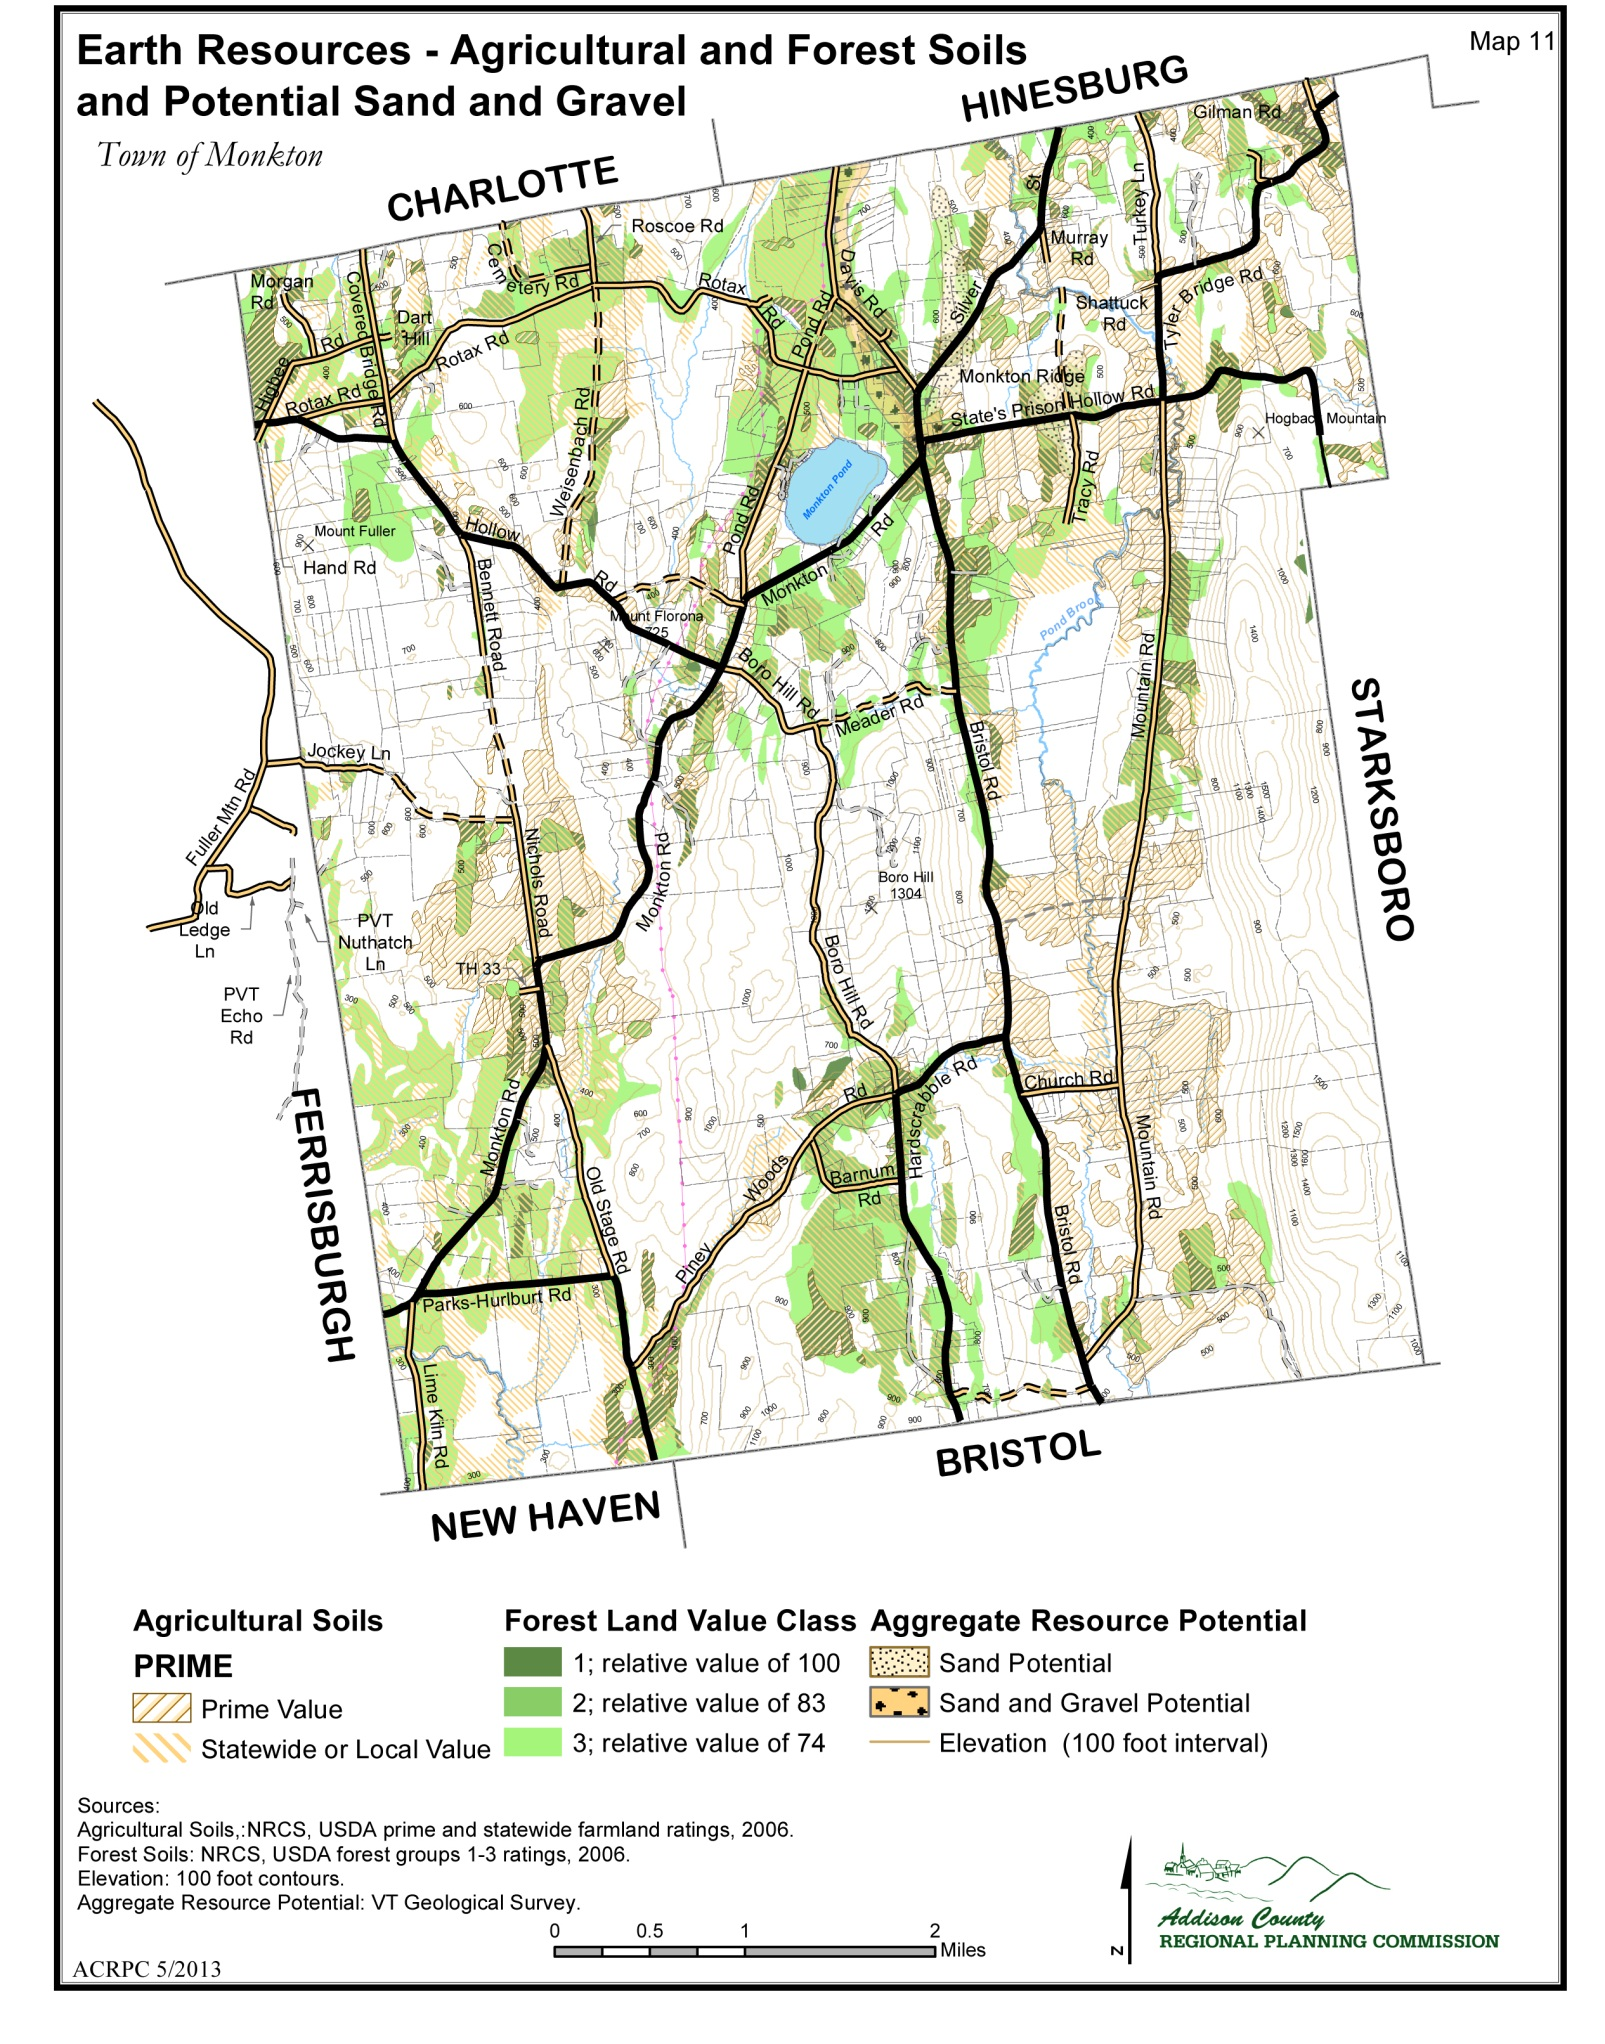 Earth Resources - Agricultural and Forest Soils
and Potential Sand and Gravel
Map 11
Town of Monkton
HINESBURG
CHARLOTTE
Gilman Rd
Roscoe Rd
St
Turkey Ln
Murray
Rd
Cemetery Rd
Morgan
Rd
Covered Bridge Rd
Dart
Hill
Rd
Rotax
Rd
Davis Rd
Pond Rd
Silver
Shattuck
Rd
Tyler Bridge Rd
Rotax Rd
Higbee
Rotax Rd
Monkton Ridge
State's Prison Hollow Rd
Hogback Mountain
Weisenbach Rd
Monkton Pond
Tracy Rd
Mount Fuller
Hand Rd
Hollow
Rd
Pond Rd
Rd
Monkton
Bennett Road
Mount Florona
725
Pond Brook
Boro Hill Rd
Meader Rd
Mountain Rd
Bristol Rd
STARKSBORO
Jockey Ln
Fuller Mtn Rd
Nichols Road
Monkton Rd
Boro Hill
1304
Old
Ledge
Ln
PVT
Nuthatch
Ln
TH 33
PVT
Echo
Rd
Boro Hill Rd
FERRISBURGH
Monkton Rd
Rd
Hardscrabble Rd
Church Rd
Woods
Barnum
Rd
Mountain Rd
Old Stage Rd
Bristol Rd
Piney
Parks-Hurlburt Rd
Lime Kiln Rd
BRISTOL
NEW HAVEN
Agricultural Soils
PRIME
Prime Value
Statewide or Local Value
Forest Land Value Class
1; relative value of 100
2; relative value of 83
3; relative value of 74
Aggregate Resource Potential
Sand Potential
Sand and Gravel Potential
Elevation (100 foot interval)
Sources:
Agricultural Soils,:NRCS, USDA prime and statewide farmland ratings, 2006.
Forest Soils: NRCS, USDA forest groups 1-3 ratings, 2006.
Elevation: 100 foot contours.
Aggregate Resource Potential: VT Geological Survey.
0 0.5 1 2
Miles
N
Addison County
REGIONAL PLANNING COMMISSION
ACRPC 5/2013